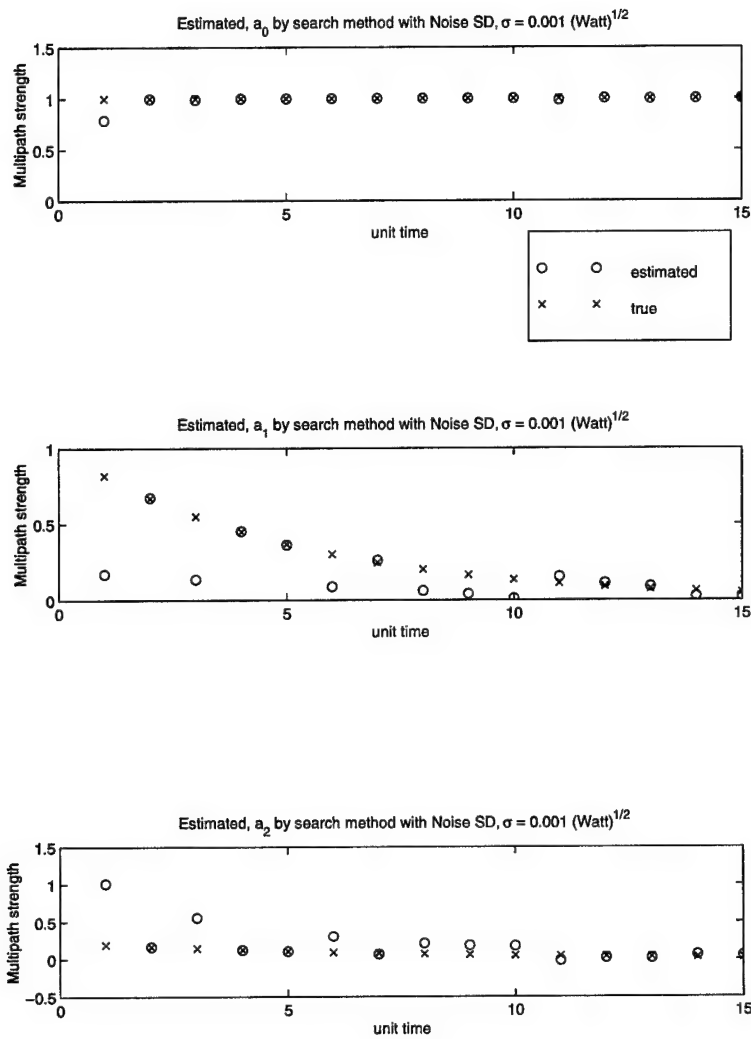 Estimated, a0 by search method with Noise SD, σ = 0.001 (Watt)1/2
Multipath strength
1.5
1
0.5
0
0 5 10 15
unit time
estimated
true
Estimated, a1 by search method with Noise SD, σ = 0.001 (Watt)1/2
Multipath strength
1
0.5
0
0 5 10 15
unit time
Estimated, a2 by search method with Noise SD, σ = 0.001 (Watt)1/2
Multipath strength
1.5
1
0.5
0
−0.5
0 5 10 15
unit time